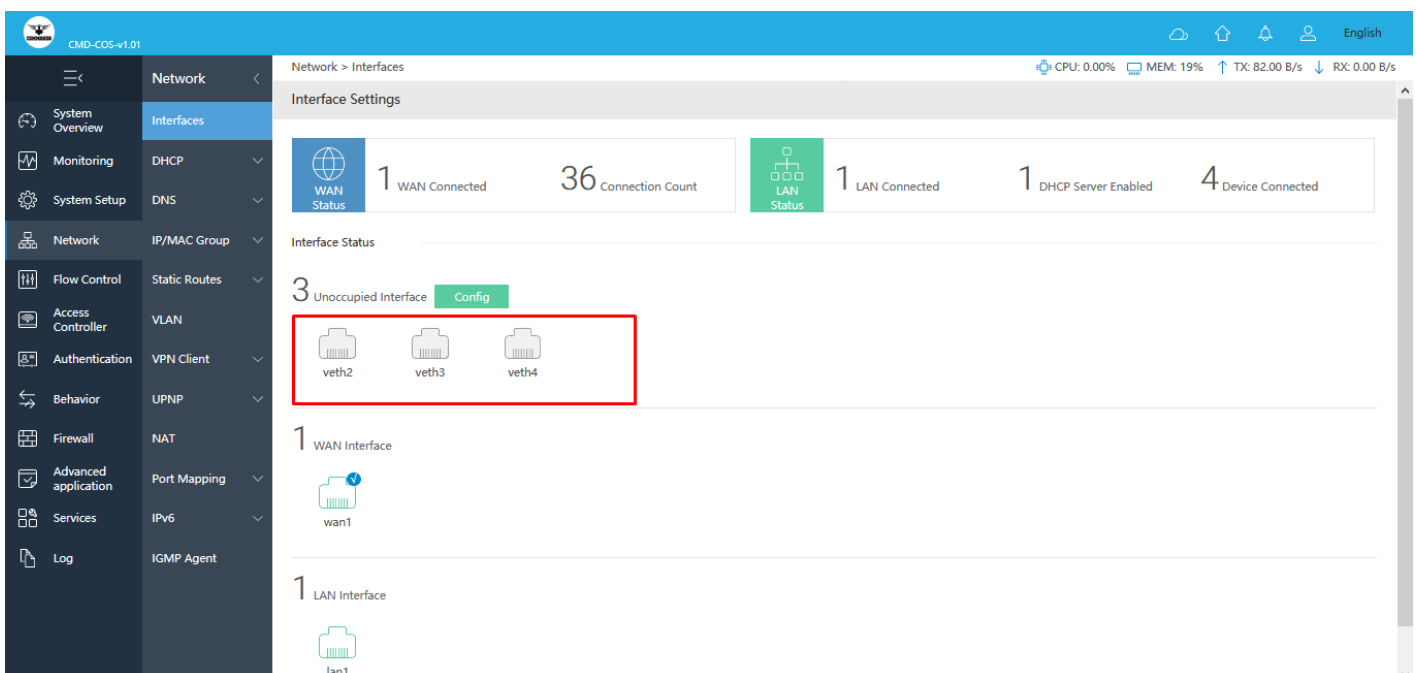 COMMANDO
CMD-COS-v1.01
English
Network
Network > Interfaces
CPU: 0.00% MEM: 19% TX: 82.00 B/s RX: 0.00 B/s
Interface Settings
System Overview
Monitoring
System Setup
Network
Flow Control
Access Controller
Authentication
Behavior
Firewall
Advanced application
Services
Log
Interfaces
DHCP
DNS
IP/MAC Group
Static Routes
VLAN
VPN Client
UPNP
NAT
Port Mapping
IPv6
IGMP Agent
WAN Status
1 WAN Connected
36 Connection Count
LAN Status
1 LAN Connected
1 DHCP Server Enabled
4 Device Connected
Interface Status
3 Unoccupied Interface Config
veth2 veth3 veth4
1 WAN Interface
wan1
1 LAN Interface
lan1